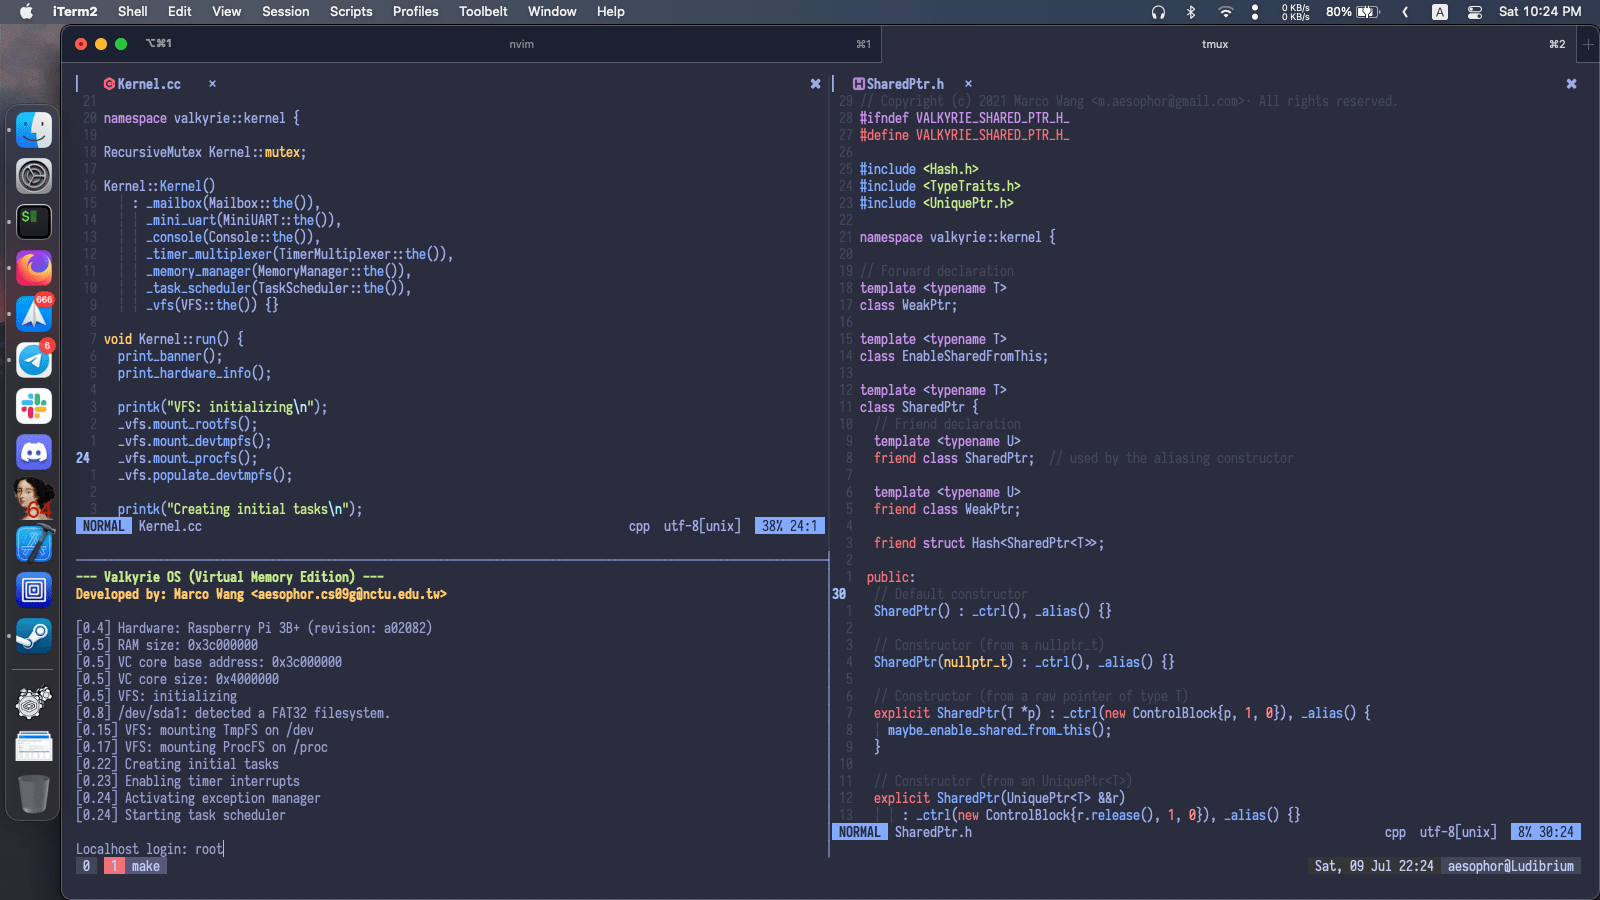 iTerm2 Shell Edit View Session Scripts Profiles Toolbelt Window Help 0 KB/s 0 KB/s 80% A Sat 10:24 PM
⌥⌘1 nvim ⌘1 tmux ⌘2 +
666
6
64
Kernel.cc × ✖
21
20 namespace valkyrie::kernel {
19
18 RecursiveMutex Kernel::mutex;
17
16 Kernel::Kernel()
15 : _mailbox(Mailbox::the()),
14 _mini_uart(MiniUART::the()),
13 _console(Console::the()),
12 _timer_multiplexer(TimerMultiplexer::the()),
11 _memory_manager(MemoryManager::the()),
10 _task_scheduler(TaskScheduler::the()),
9 _vfs(VFS::the()) {}
8
7 void Kernel::run() {
6 print_banner();
5 print_hardware_info();
4
3 printk("VFS: initializing\n");
2 _vfs.mount_rootfs();
1 _vfs.mount_devtmpfs();
24 _vfs.mount_procfs();
1 _vfs.populate_devtmpfs();
2
3 printk("Creating initial tasks\n");
NORMAL Kernel.cc cpp utf-8[unix] 38% 24:1
--- Valkyrie OS (Virtual Memory Edition) ---
Developed by: Marco Wang <aesophor.cs09g@nctu.edu.tw>
[0.4] Hardware: Raspberry Pi 3B+ (revision: a02082)
[0.5] RAM size: 0x3c000000
[0.5] VC core base address: 0x3c000000
[0.5] VC core size: 0x4000000
[0.5] VFS: initializing
[0.8] /dev/sda1: detected a FAT32 filesystem.
[0.15] VFS: mounting TmpFS on /dev
[0.17] VFS: mounting ProcFS on /proc
[0.22] Creating initial tasks
[0.23] Enabling timer interrupts
[0.24] Activating exception manager
[0.24] Starting task scheduler
Localhost login: root
0 1 make
SharedPtr.h × ✖
29 // Copyright (c) 2021 Marco Wang <m.aesophor@gmail.com>· All rights reserved.
28 #ifndef VALKYRIE_SHARED_PTR_H_
27 #define VALKYRIE_SHARED_PTR_H_
26
25 #include <Hash.h>
24 #include <TypeTraits.h>
23 #include <UniquePtr.h>
22
21 namespace valkyrie::kernel {
20
19 // Forward declaration
18 template <typename T>
17 class WeakPtr;
16
15 template <typename T>
14 class EnableSharedFromThis;
13
12 template <typename T>
11 class SharedPtr {
10 // Friend declaration
9 template <typename U>
8 friend class SharedPtr; // used by the aliasing constructor
7
6 template <typename U>
5 friend class WeakPtr;
4
3 friend struct Hash<SharedPtr<T>>;
2
1 public:
30 // Default constructor
1 SharedPtr() : _ctrl(), _alias() {}
2
3 // Constructor (from a nullptr_t)
4 SharedPtr(nullptr_t) : _ctrl(), _alias() {}
5
6 // Constructor (from a raw pointer of type T)
7 explicit SharedPtr(T *p) : _ctrl(new ControlBlock{p, 1, 0}), _alias() {
8 maybe_enable_shared_from_this();
9 }
10
11 // Constructor (from an UniquePtr<T>)
12 explicit SharedPtr(UniquePtr<T> &&r)
13 : _ctrl(new ControlBlock{r.release(), 1, 0}), _alias() {}
NORMAL SharedPtr.h cpp utf-8[unix] 8% 30:24
Sat, 09 Jul 22:24 aesophor@Ludibrium